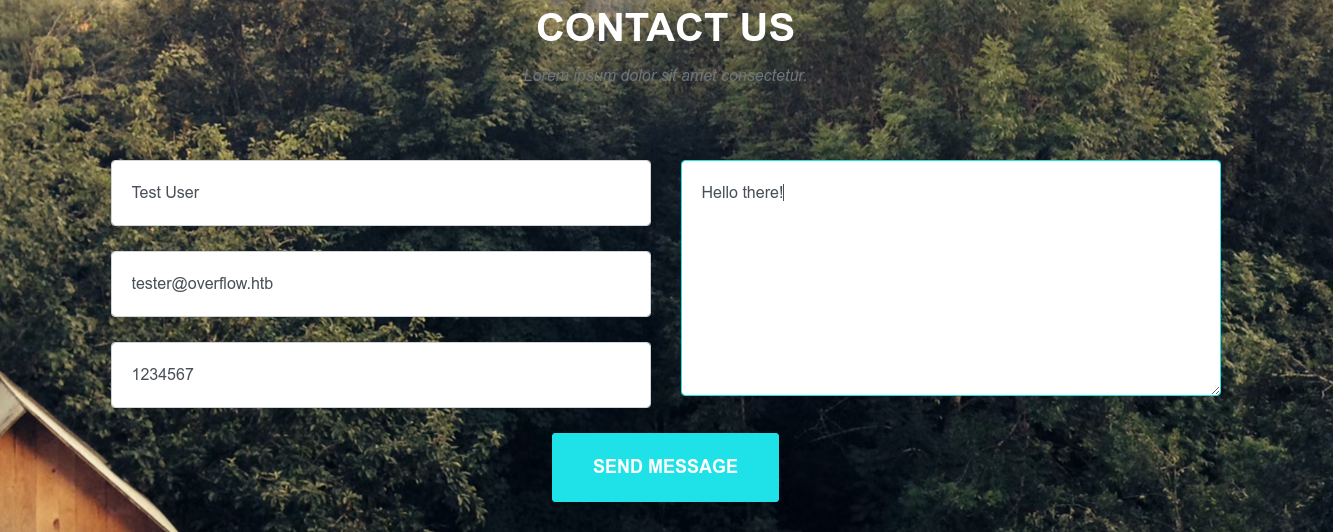 CONTACT US
Lorem ipsum dolor sit amet consectetur.
Test User
tester@overflow.htb
1234567
Hello there!
SEND MESSAGE